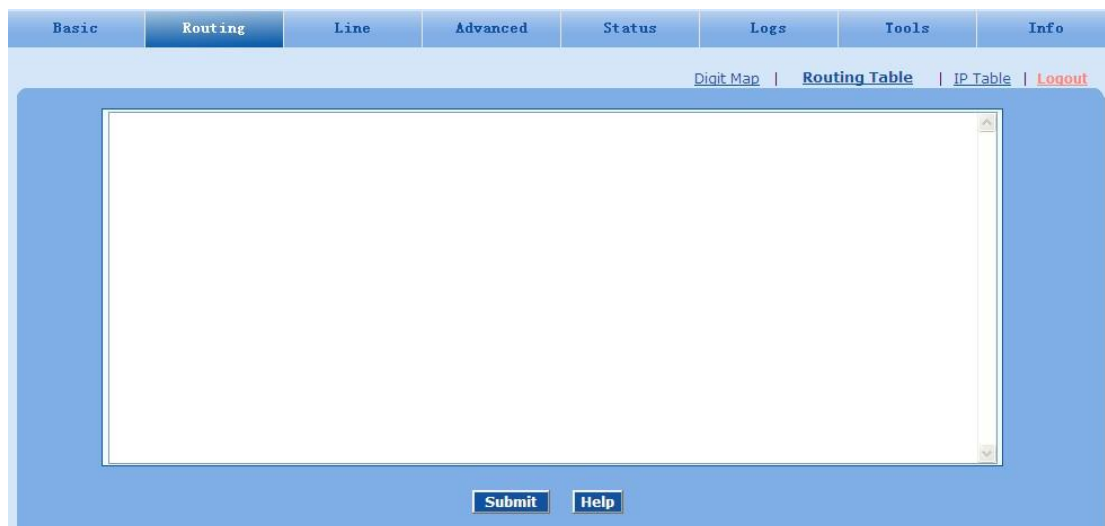 Basic Routing Line Advanced Status Logs Tools Info
Digit Map | Routing Table | IP Table | Logout
Submit Help